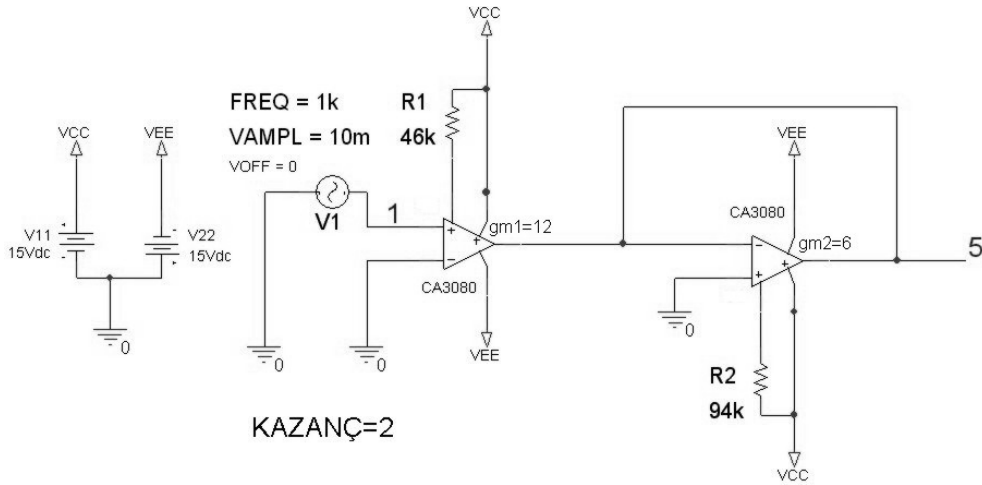 VCC
FREQ = 1k
VAMPL = 10m
VOFF = 0
R1
46k
VCC
VEE
VEE
V1
1
CA3080
gm1=12
gm2=6
5
V11
15Vdc
V22
15Vdc
+
-
-
+
+
-
+
CA3080
-
+
+
0
0
0
0
VEE
R2
94k
VCC
KAZANÇ=2